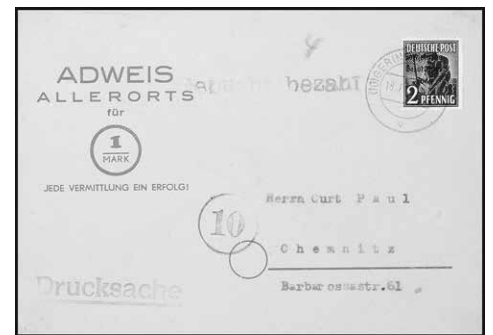 4
ADWEIS
ALLERORTS
für
1
MARK
JEDE VERMITTLUNG EIN ERFOLG!
bezahlt
DEUTSCHE POST
2 PFENNIG
10
Herrn Curt Paul
Chemnitz
Barbarossastr.61
Drucksache